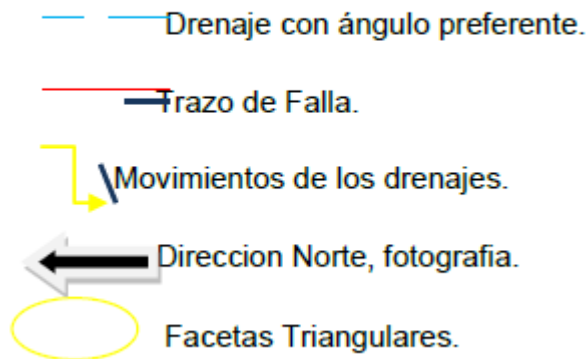 Drenaje con ángulo preferente.
Trazo de Falla.
Movimientos de los drenajes.
Direccion Norte, fotografia.
Facetas Triangulares.